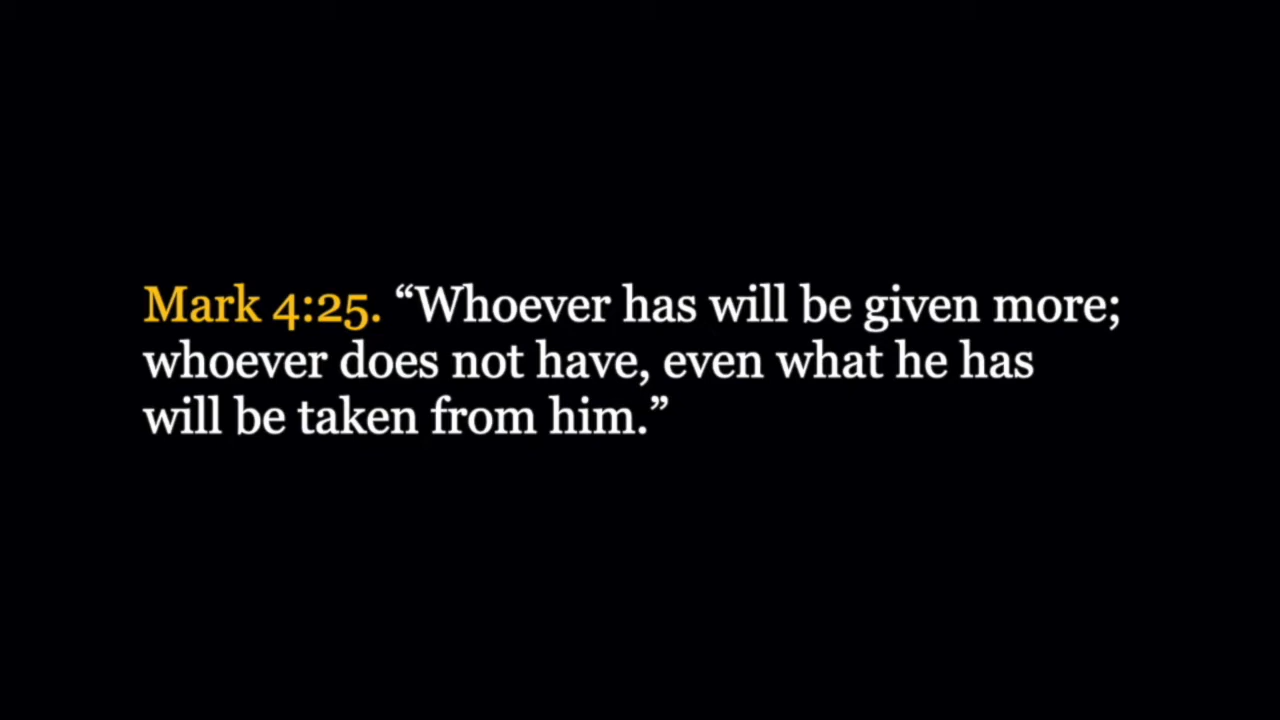 Mark 4:25. “Whoever has will be given more;
whoever does not have, even what he has
will be taken from him.”